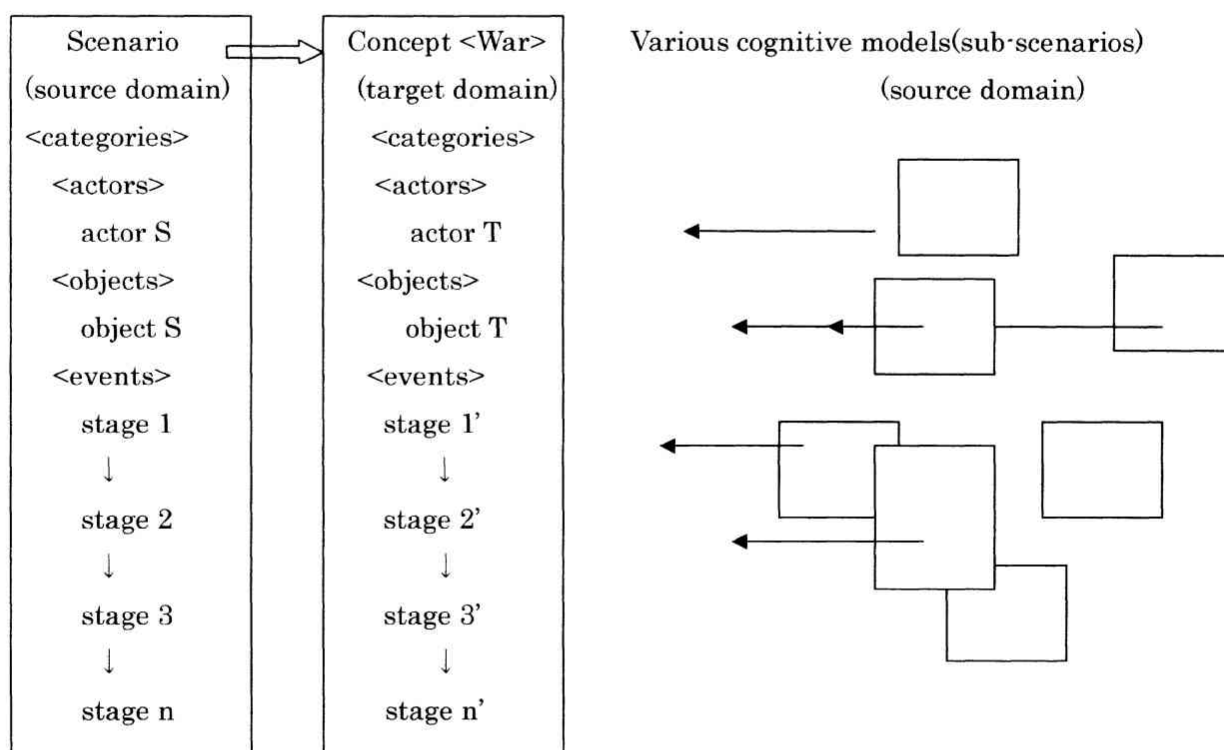 Scenario
(source domain)
<categories>
<actors>
actor S
<objects>
object S
<events>
stage 1
↓
stage 2
↓
stage 3
↓
stage n
Concept <War>
(target domain)
<categories>
<actors>
actor T
<objects>
object T
<events>
stage 1’
↓
stage 2’
↓
stage 3’
↓
stage n’
Various cognitive models(sub-scenarios)
(source domain)